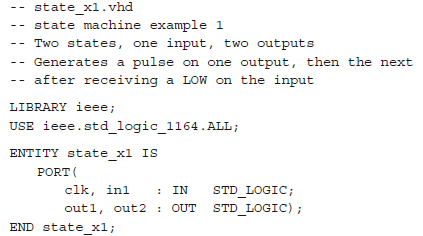 -- state_x1.vhd
-- state machine example 1
-- Two states, one input, two outputs
-- Generates a pulse on one output, then the next
-- after receiving a LOW on the input
LIBRARY ieee;
USE ieee.std_logic_1164.ALL;
ENTITY state_x1 IS
PORT(
clk, in1 : IN STD_LOGIC;
out1, out2 : OUT STD_LOGIC);
END state_x1;